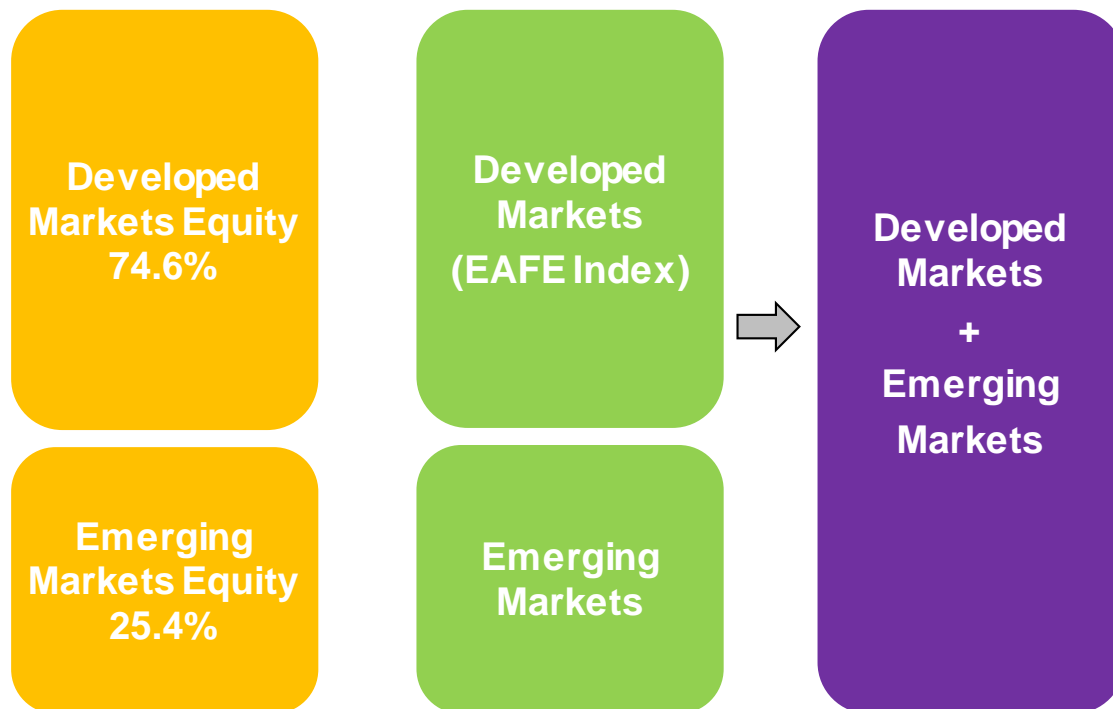 Developed
Markets Equity
74.6%
Emerging
Markets Equity
25.4%
Developed
Markets
(EAFE Index)
Emerging
Markets
Developed
Markets
+
Emerging
Markets